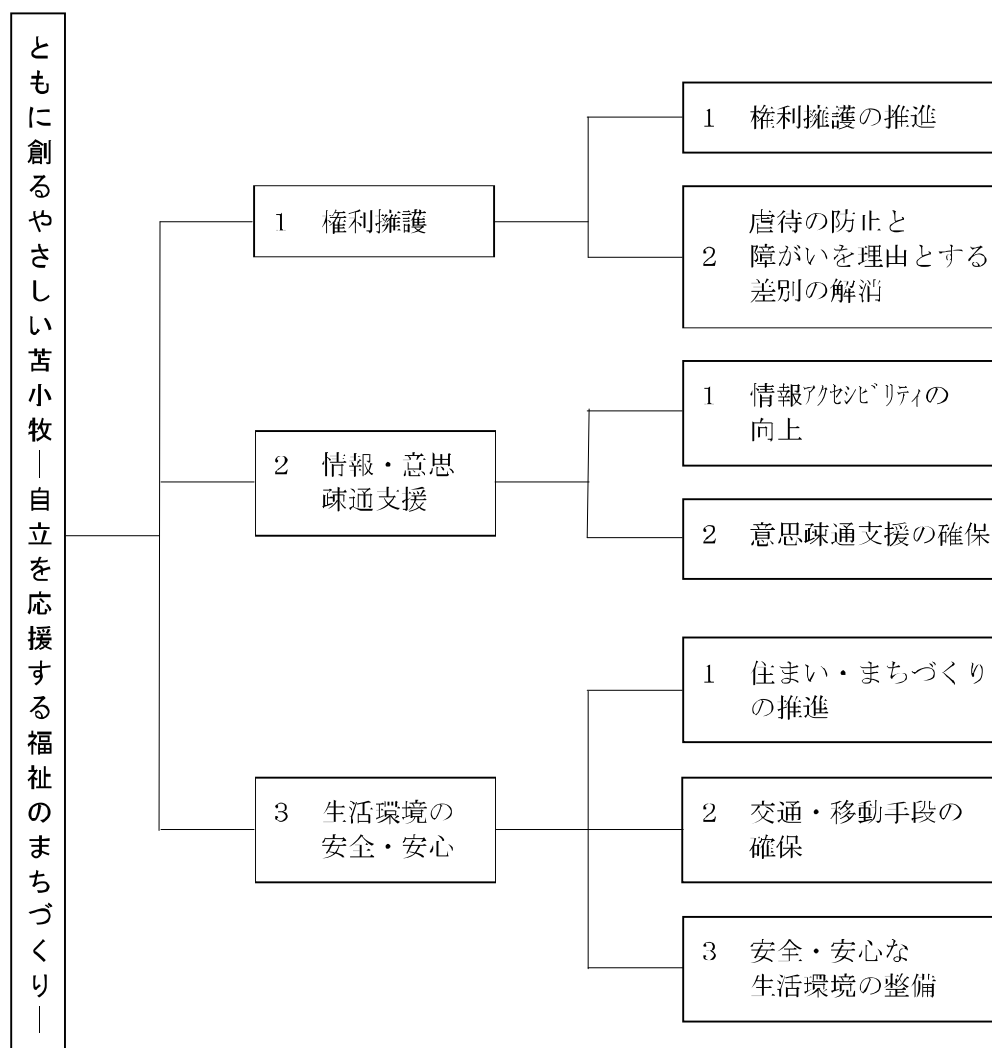 ともに創るやさしい苫小牧―自立を応援する福祉のまちづくり―
1 権利擁護
1 権利擁護の推進
2 虐待の防止と
障がいを理由とする
差別の解消
2 情報・意思
疎通支援
1 情報ｱｸｾｼﾋﾞﾘﾃｨの
向上
2 意思疎通支援の確保
3 生活環境の
安全・安心
1 住まい・まちづくり
の推進
2 交通・移動手段の
確保
3 安全・安心な
生活環境の整備